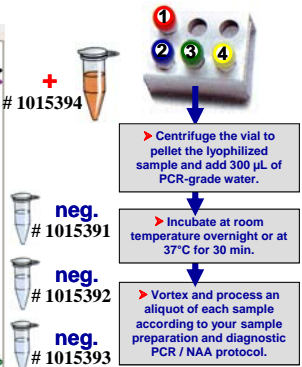 +
# 1015394
1
2
3
4
➤ Centrifuge the vial to
pellet the lyophilized
sample and add 300 µL of
PCR-grade water.
neg.
# 1015391
➤ Incubate at room
temperature overnight or at
37°C for 30 min.
neg.
# 1015392
➤ Vortex and process an
aliquot of each sample
according to your sample
preparation and diagnostic
PCR / NAA protocol.
neg.
# 1015393